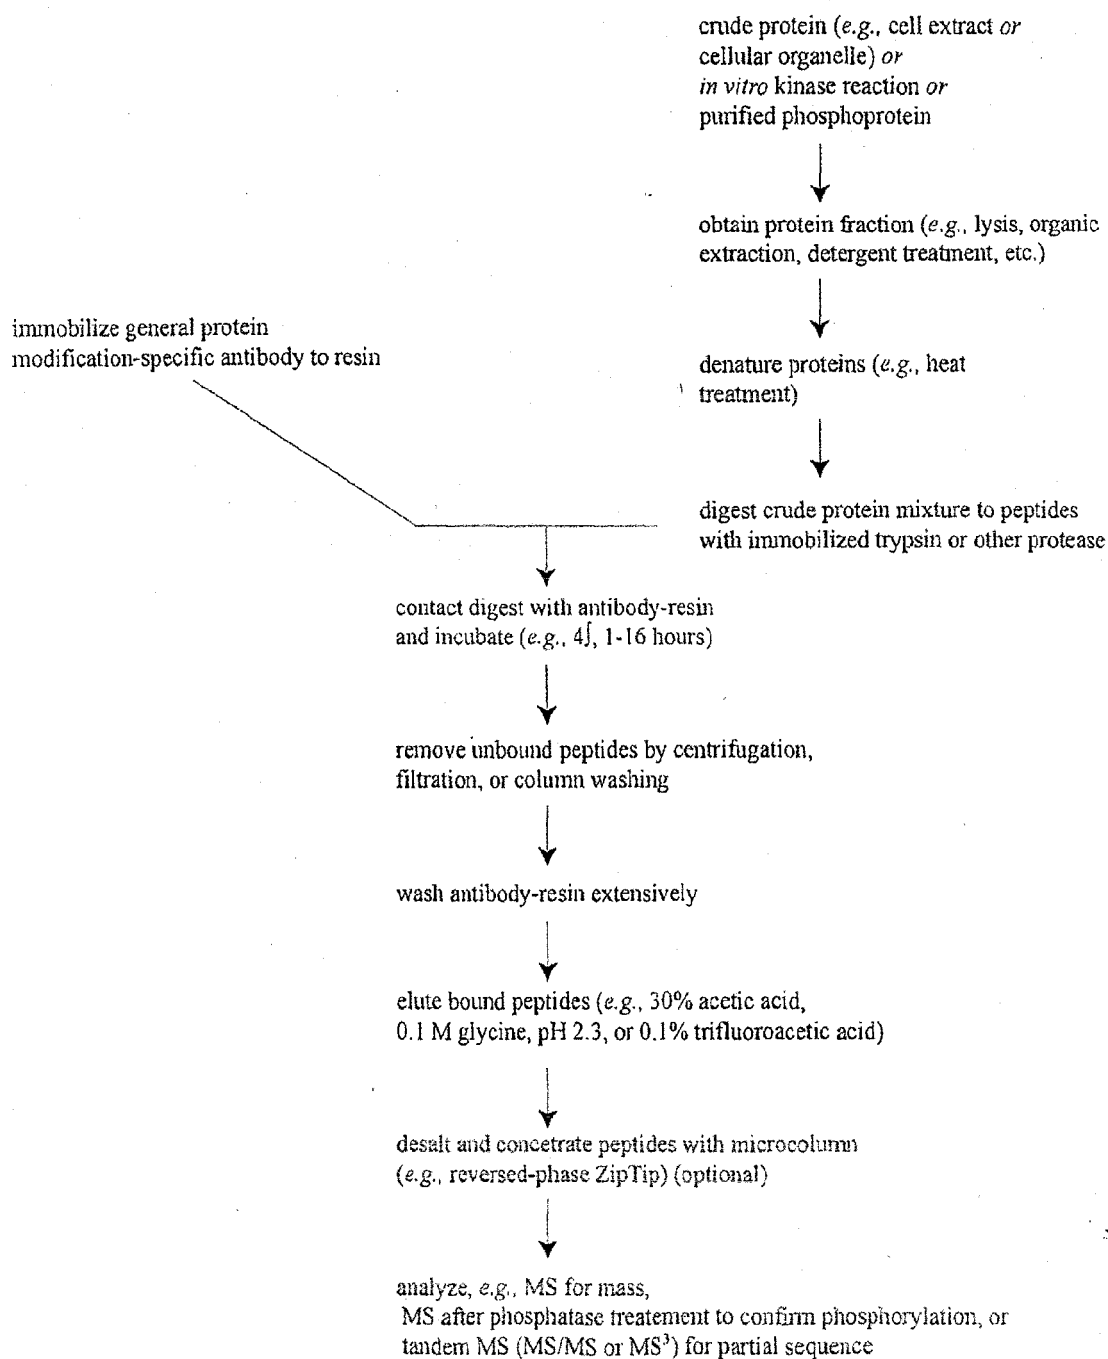 crude protein (e.g., cell extract or
cellular organelle) or
in vitro kinase reaction or
purified phosphoprotein
obtain protein fraction (e.g., lysis, organic
extraction, detergent treatment, etc.)
denature proteins (e.g., heat
treatment)
digest crude protein mixture to peptides
with immobilized trypsin or other protease
immobilize general protein
modification-specific antibody to resin
contact digest with antibody-resin
and incubate (e.g., 4∫, 1-16 hours)
remove unbound peptides by centrifugation,
filtration, or column washing
wash antibody-resin extensively
elute bound peptides (e.g., 30% acetic acid,
0.1 M glycine, pH 2.3, or 0.1% trifluoroacetic acid)
desalt and concetrate peptides with microcolumn
(e.g., reversed-phase ZipTip) (optional)
analyze, e.g., MS for mass,
MS after phosphatase treatement to confirm phosphorylation, or
tandem MS (MS/MS or MS³) for partial sequence